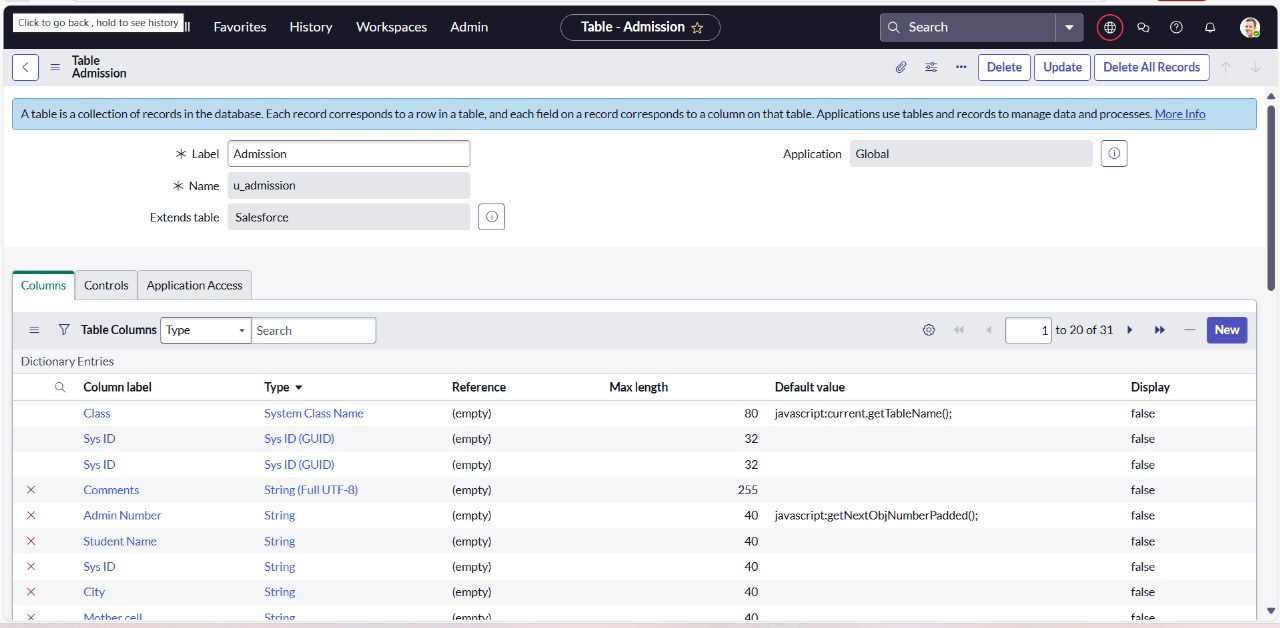 Click to go back , hold to see history ll Favorites History Workspaces Admin Table - Admission Search
Table
Admission
Delete Update Delete All Records
A table is a collection of records in the database. Each record corresponds to a row in a table, and each field on a record corresponds to a column on that table. Applications use tables and records to manage data and processes. More Info
Label Admission Application Global
Name u_admission
Extends table Salesforce
Columns Controls Application Access
Table Columns Type Search 1 to 20 of 31 New
Dictionary Entries
Column label Type Reference Max length Default value Display
Class System Class Name (empty) 80 javascript:current.getTableName(); false
Sys ID Sys ID (GUID) (empty) 32 false
Sys ID Sys ID (GUID) (empty) 32 false
Comments String (Full UTF-8) (empty) 255 false
Admin Number String (empty) 40 javascript:getNextObjNumberPadded(); false
Student Name String (empty) 40 false
Sys ID String (empty) 40 false
City String (empty) 40 false
Mother cell String (empty) 40 false